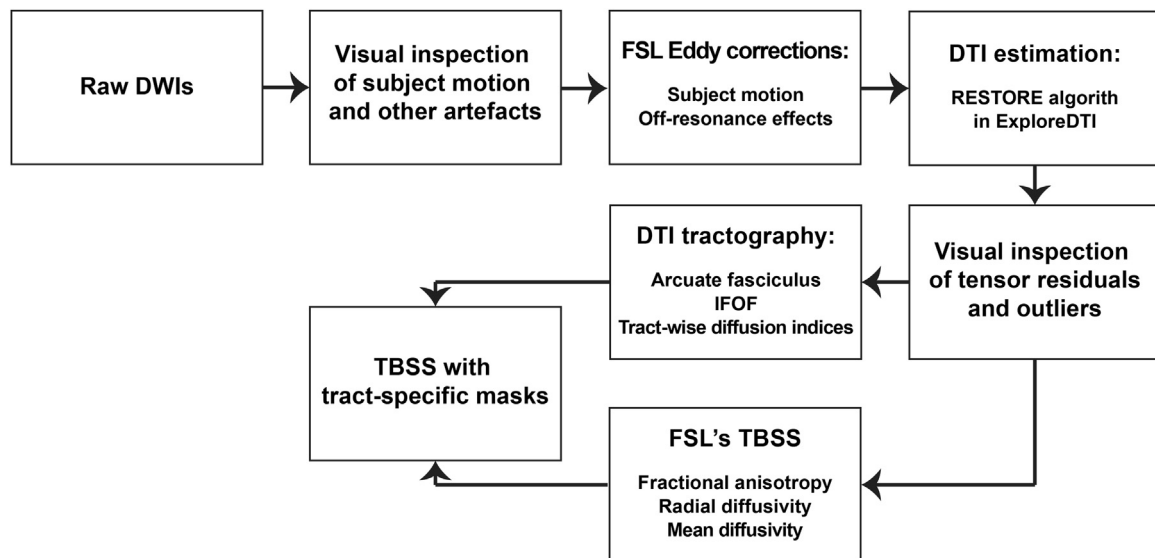 Raw DWIs
Visual inspection
of subject motion
and other artefacts
FSL Eddy corrections:
Subject motion
Off-resonance effects
DTI estimation:
RESTORE algorith
in ExploreDTI
DTI tractography:
Arcuate fasciculus
IFOF
Tract-wise diffusion indices
Visual inspection
of tensor residuals
and outliers
TBSS with
tract-specific masks
FSL's TBSS
Fractional anisotropy
Radial diffusivity
Mean diffusivity